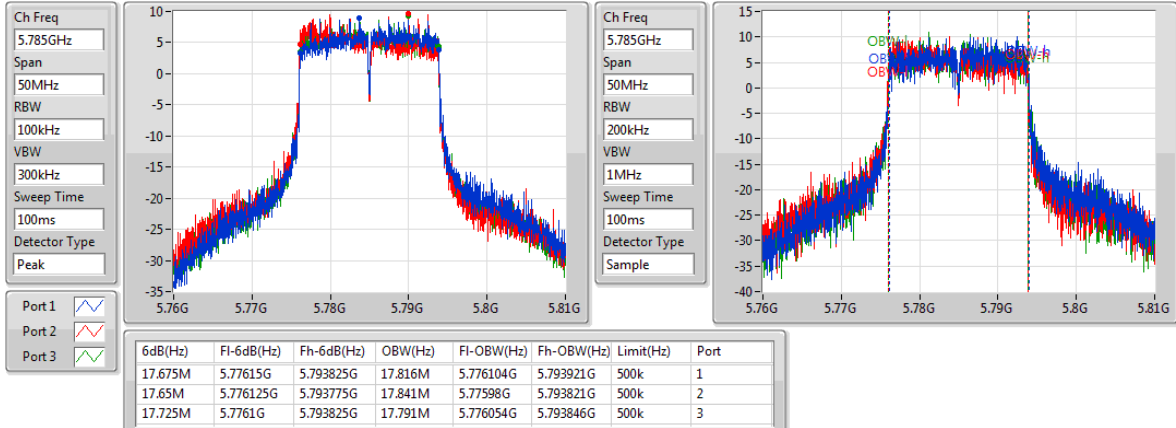 Ch Freq
5.785GHz
Span
50MHz
RBW
100kHz
VBW
300kHz
Sweep Time
100ms
Detector Type
Peak
10
5
0
-5
-10
-15
-20
-25
-30
-35
5.76G 5.77G 5.78G 5.79G 5.8G 5.81G
Ch Freq
5.785GHz
Span
50MHz
RBW
200kHz
VBW
1MHz
Sweep Time
100ms
Detector Type
Sample
15
10
5
0
-5
-10
-15
-20
-25
-30
-35
-40
5.76G 5.77G 5.78G 5.79G 5.8G 5.81G
Port 1
Port 2
Port 3
6dB(Hz) Fl-6dB(Hz) Fh-6dB(Hz) OBW(Hz) Fl-OBW(Hz) Fh-OBW(Hz) Limit(Hz) Port
17.675M 5.77615G 5.793825G 17.816M 5.776104G 5.793921G 500k 1
17.65M 5.776125G 5.793775G 17.841M 5.77598G 5.793821G 500k 2
17.725M 5.7761G 5.793825G 17.791M 5.776054G 5.793846G 500k 3